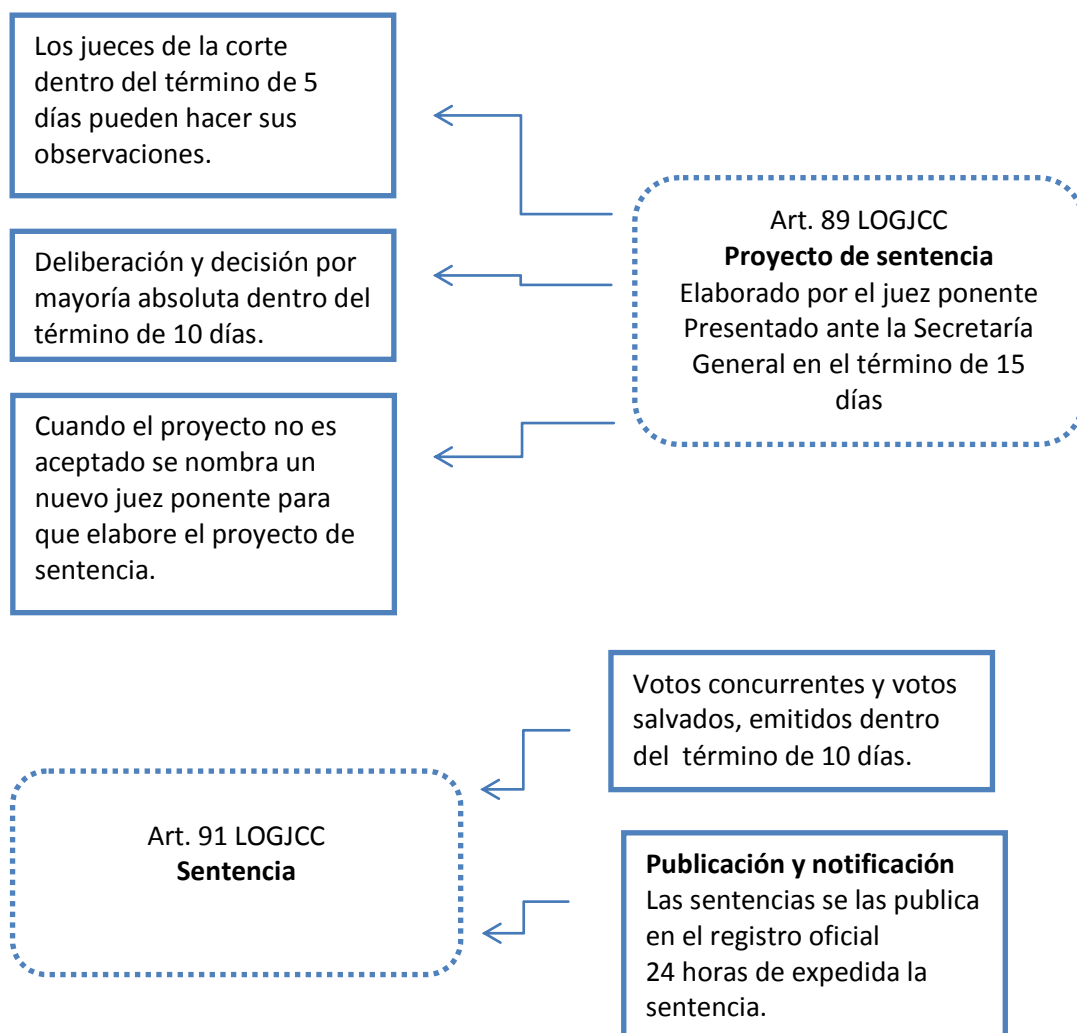 Los jueces de la corte
dentro del término de 5
días pueden hacer sus
observaciones.
Deliberación y decisión por
mayoría absoluta dentro del
término de 10 días.
Cuando el proyecto no es
aceptado se nombra un
nuevo juez ponente para
que elabore el proyecto de
sentencia.
Art. 89 LOGJCC
Proyecto de sentencia
Elaborado por el juez ponente
Presentado ante la Secretaría
General en el término de 15
días
Votos concurrentes y votos
salvados, emitidos dentro
del término de 10 días.
Art. 91 LOGJCC
Sentencia
Publicación y notificación
Las sentencias se las publica
en el registro oficial
24 horas de expedida la
sentencia.